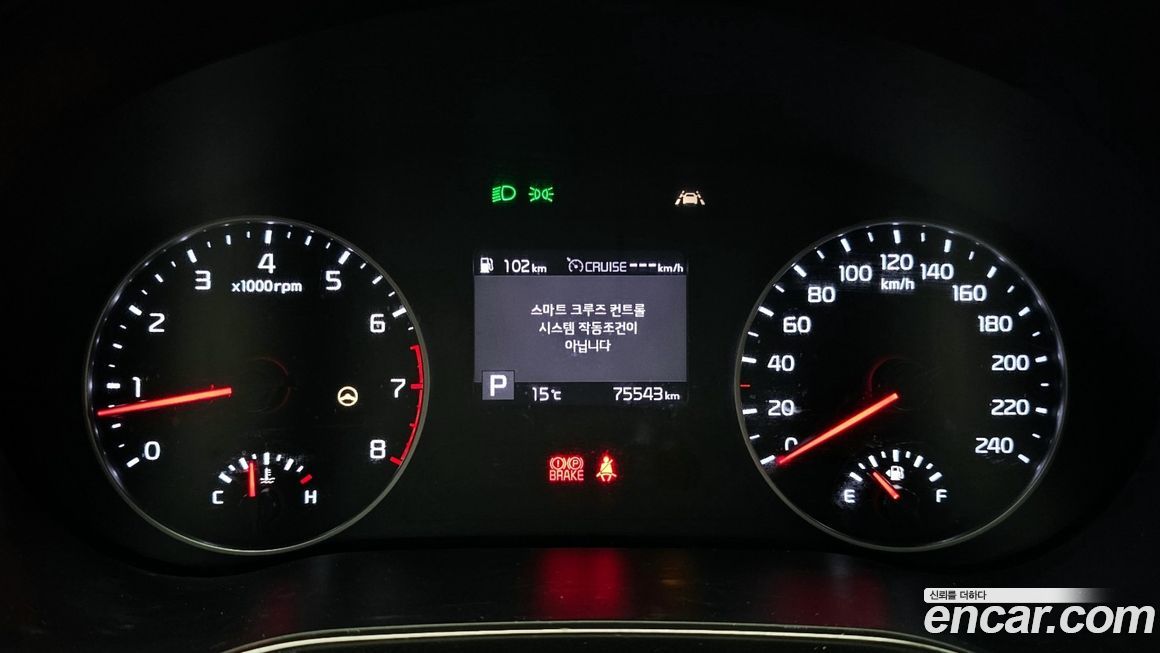 102km CRUISE ---km/h
스마트 크루즈 컨트롤
시스템 작동조건이
아닙니다
P 15℃ 75543km
0 1 2 3 4 5 6 7 8
x1000rpm
C H
BRAKE
0 20 40 60 80 100 120 140 160 180 200 220 240
km/h
E F
신뢰를 더하다
encar.com